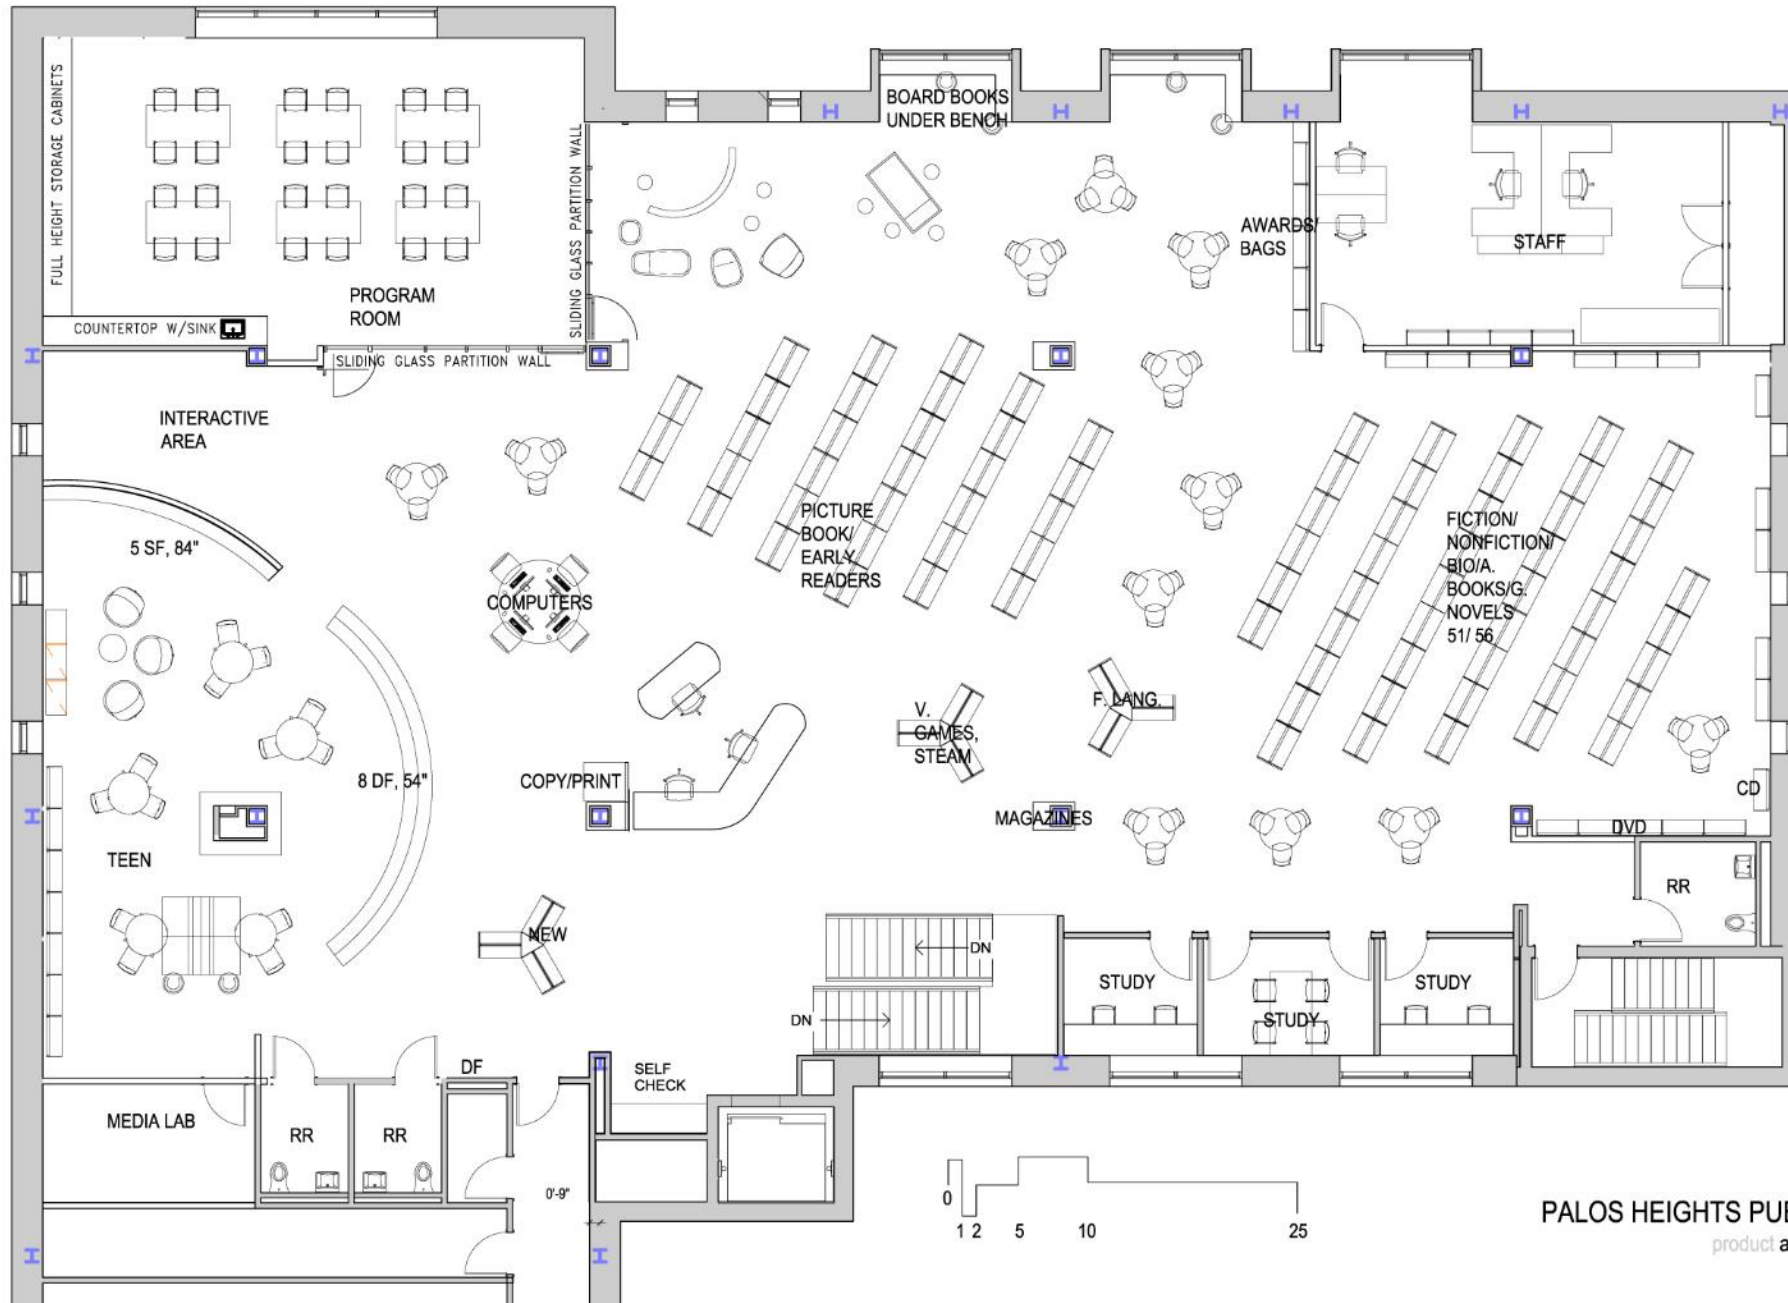 FULL HEIGHT STORAGE CABINETS
BOARD BOOKS
UNDER BENCH
SLIDING GLASS PARTITION WALL
AWARDS/
BAGS
STAFF
PROGRAM
ROOM
COUNTERTOP W/SINK
SLIDING GLASS PARTITION WALL
INTERACTIVE
AREA
5 SF, 84"
PICTURE
BOOK/
EARLY
READERS
FICTION/
NONFICTION/
BIO/A.
BOOKS/G.
NOVELS
51/ 56
COMPUTERS
V.
GAMES,
STEAM
F. LANG.
8 DF, 54"
COPY/PRINT
MAGAZINES
CD
DVD
TEEN
RR
NEW
DN
DN
STUDY
STUDY
STUDY
DF
SELF
CHECK
MEDIA LAB
RR
RR
0'-9"
0
1 2 5 10 25
PALOS HEIGHTS PUB
product a